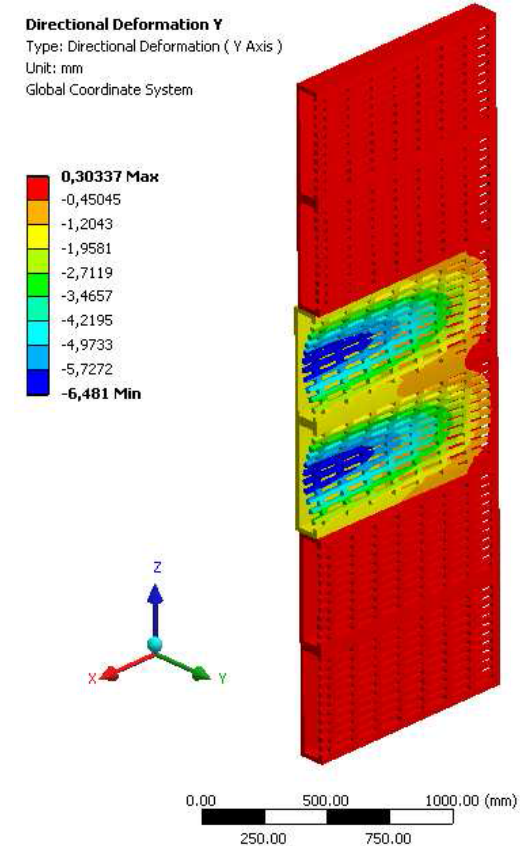 Directional Deformation Y
Type: Directional Deformation ( Y Axis )
Unit: mm
Global Coordinate System
0,30337 Max
-0,45045
-1,2043
-1,9581
-2,7119
-3,4657
-4,2195
-4,9733
-5,7272
-6,481 Min
Z
X
Y
0.00 500.00 1000.00 (mm)
250.00 750.00